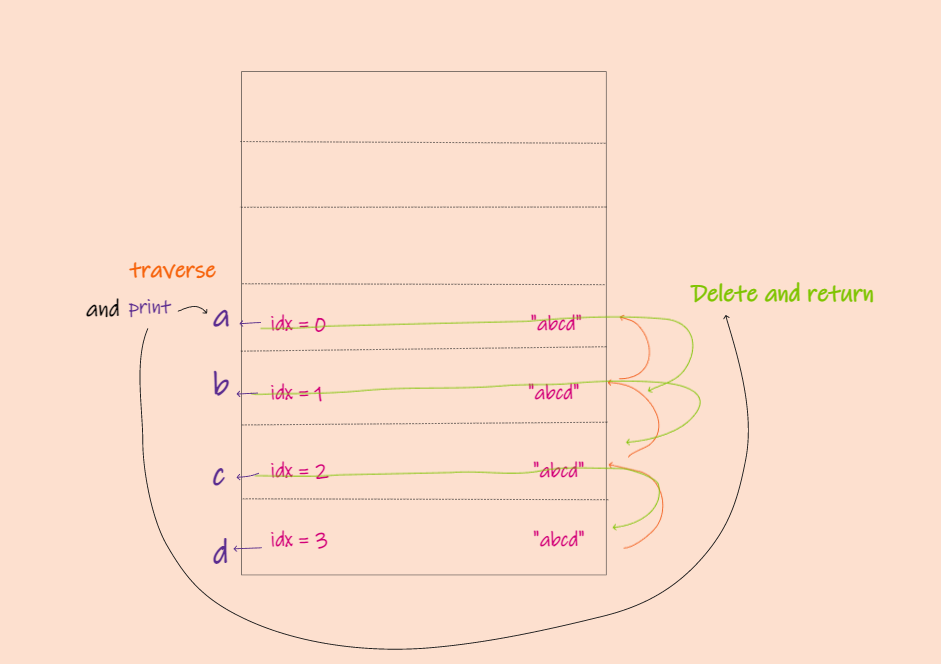 traverse
and print
Delete and return
a idx = 0 "abcd"
b idx = 1 "abcd"
c idx = 2 "abcd"
d idx = 3 "abcd"